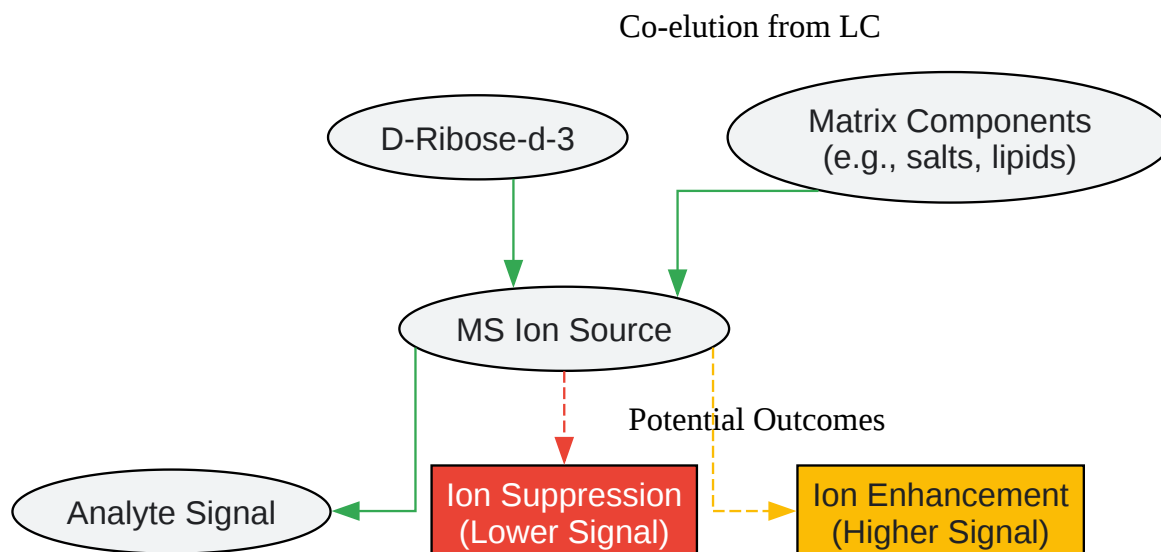 Co-elution from LC
D-Ribose-d-3
Matrix Components
(e.g., salts, lipids)
MS Ion Source
Potential Outcomes
Analyte Signal
Ion Suppression
(Lower Signal)
Ion Enhancement
(Higher Signal)